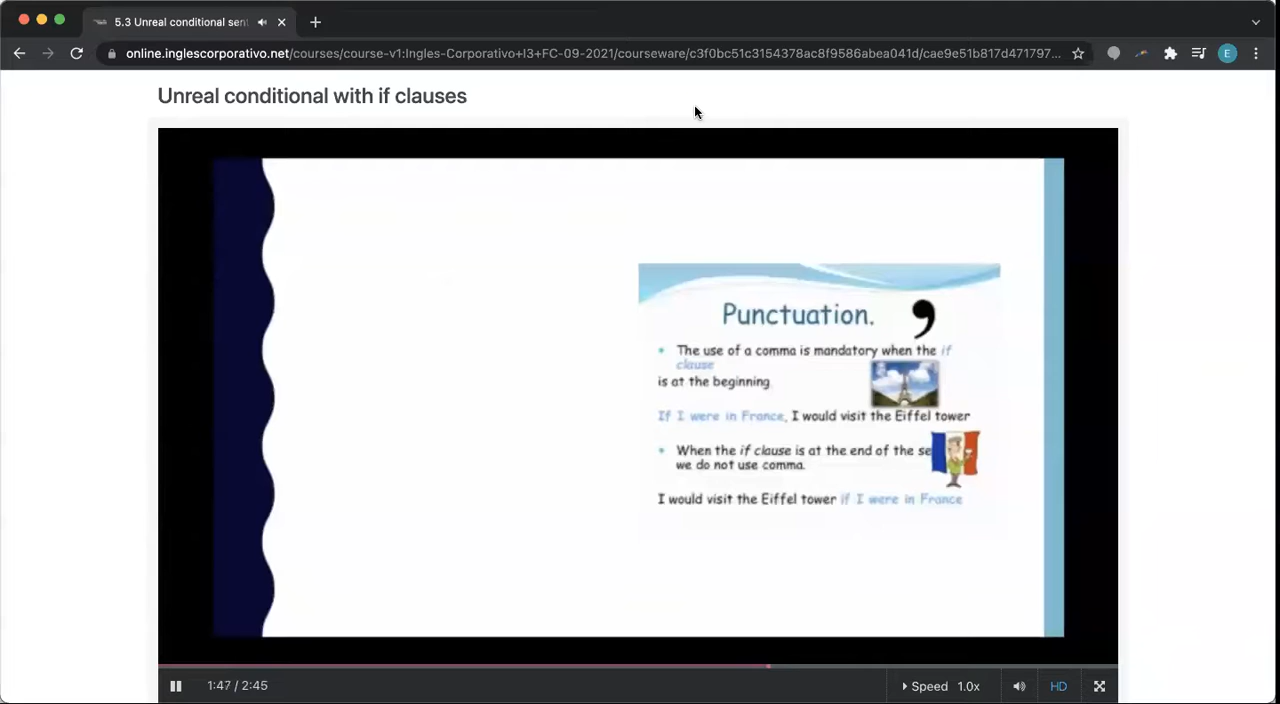 5.3 Unreal conditional sen
online.inglescorporativo.net/courses/course-v1:Ingles-Corporativo+I3+FC-09-2021/courseware/c3f0bc51c3154378ac8f9586abea041d/cae9e51b817d471797...
E
Unreal conditional with if clauses
Punctuation. ,
• The use of a comma is mandatory when the if
clause
is at the beginning
If I were in France, I would visit the Eiffel tower
• When the if clause is at the end of the se
we do not use comma.
I would visit the Eiffel tower if I were in France
1:47 / 2:45
Speed 1.0x
HD